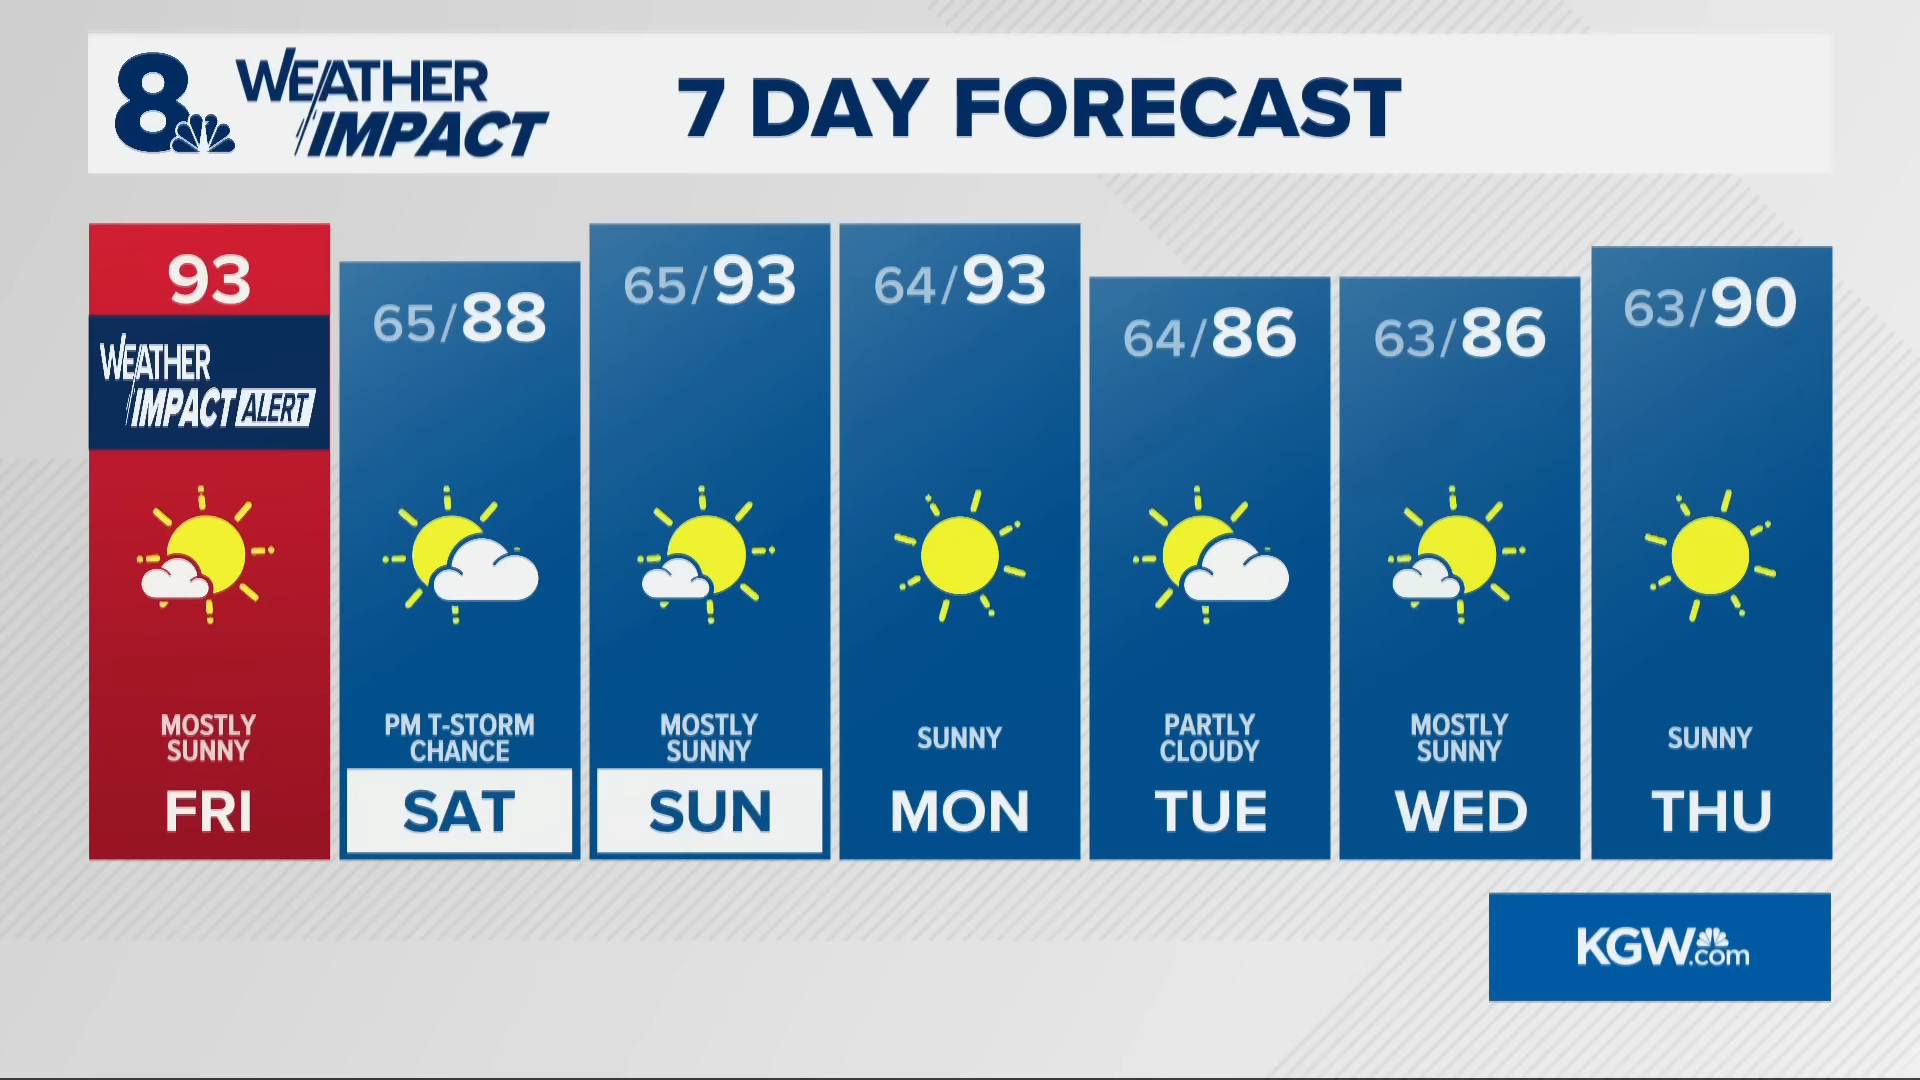 8 WEATHER IMPACT
7 DAY FORECAST
93
WEATHER
IMPACT ALERT
MOSTLY
SUNNY
FRI
65/88
PM T-STORM
CHANCE
SAT
65/93
MOSTLY
SUNNY
SUN
64/93
SUNNY
MON
64/86
PARTLY
CLOUDY
TUE
63/86
MOSTLY
SUNNY
WED
63/90
SUNNY
THU
KGW.com